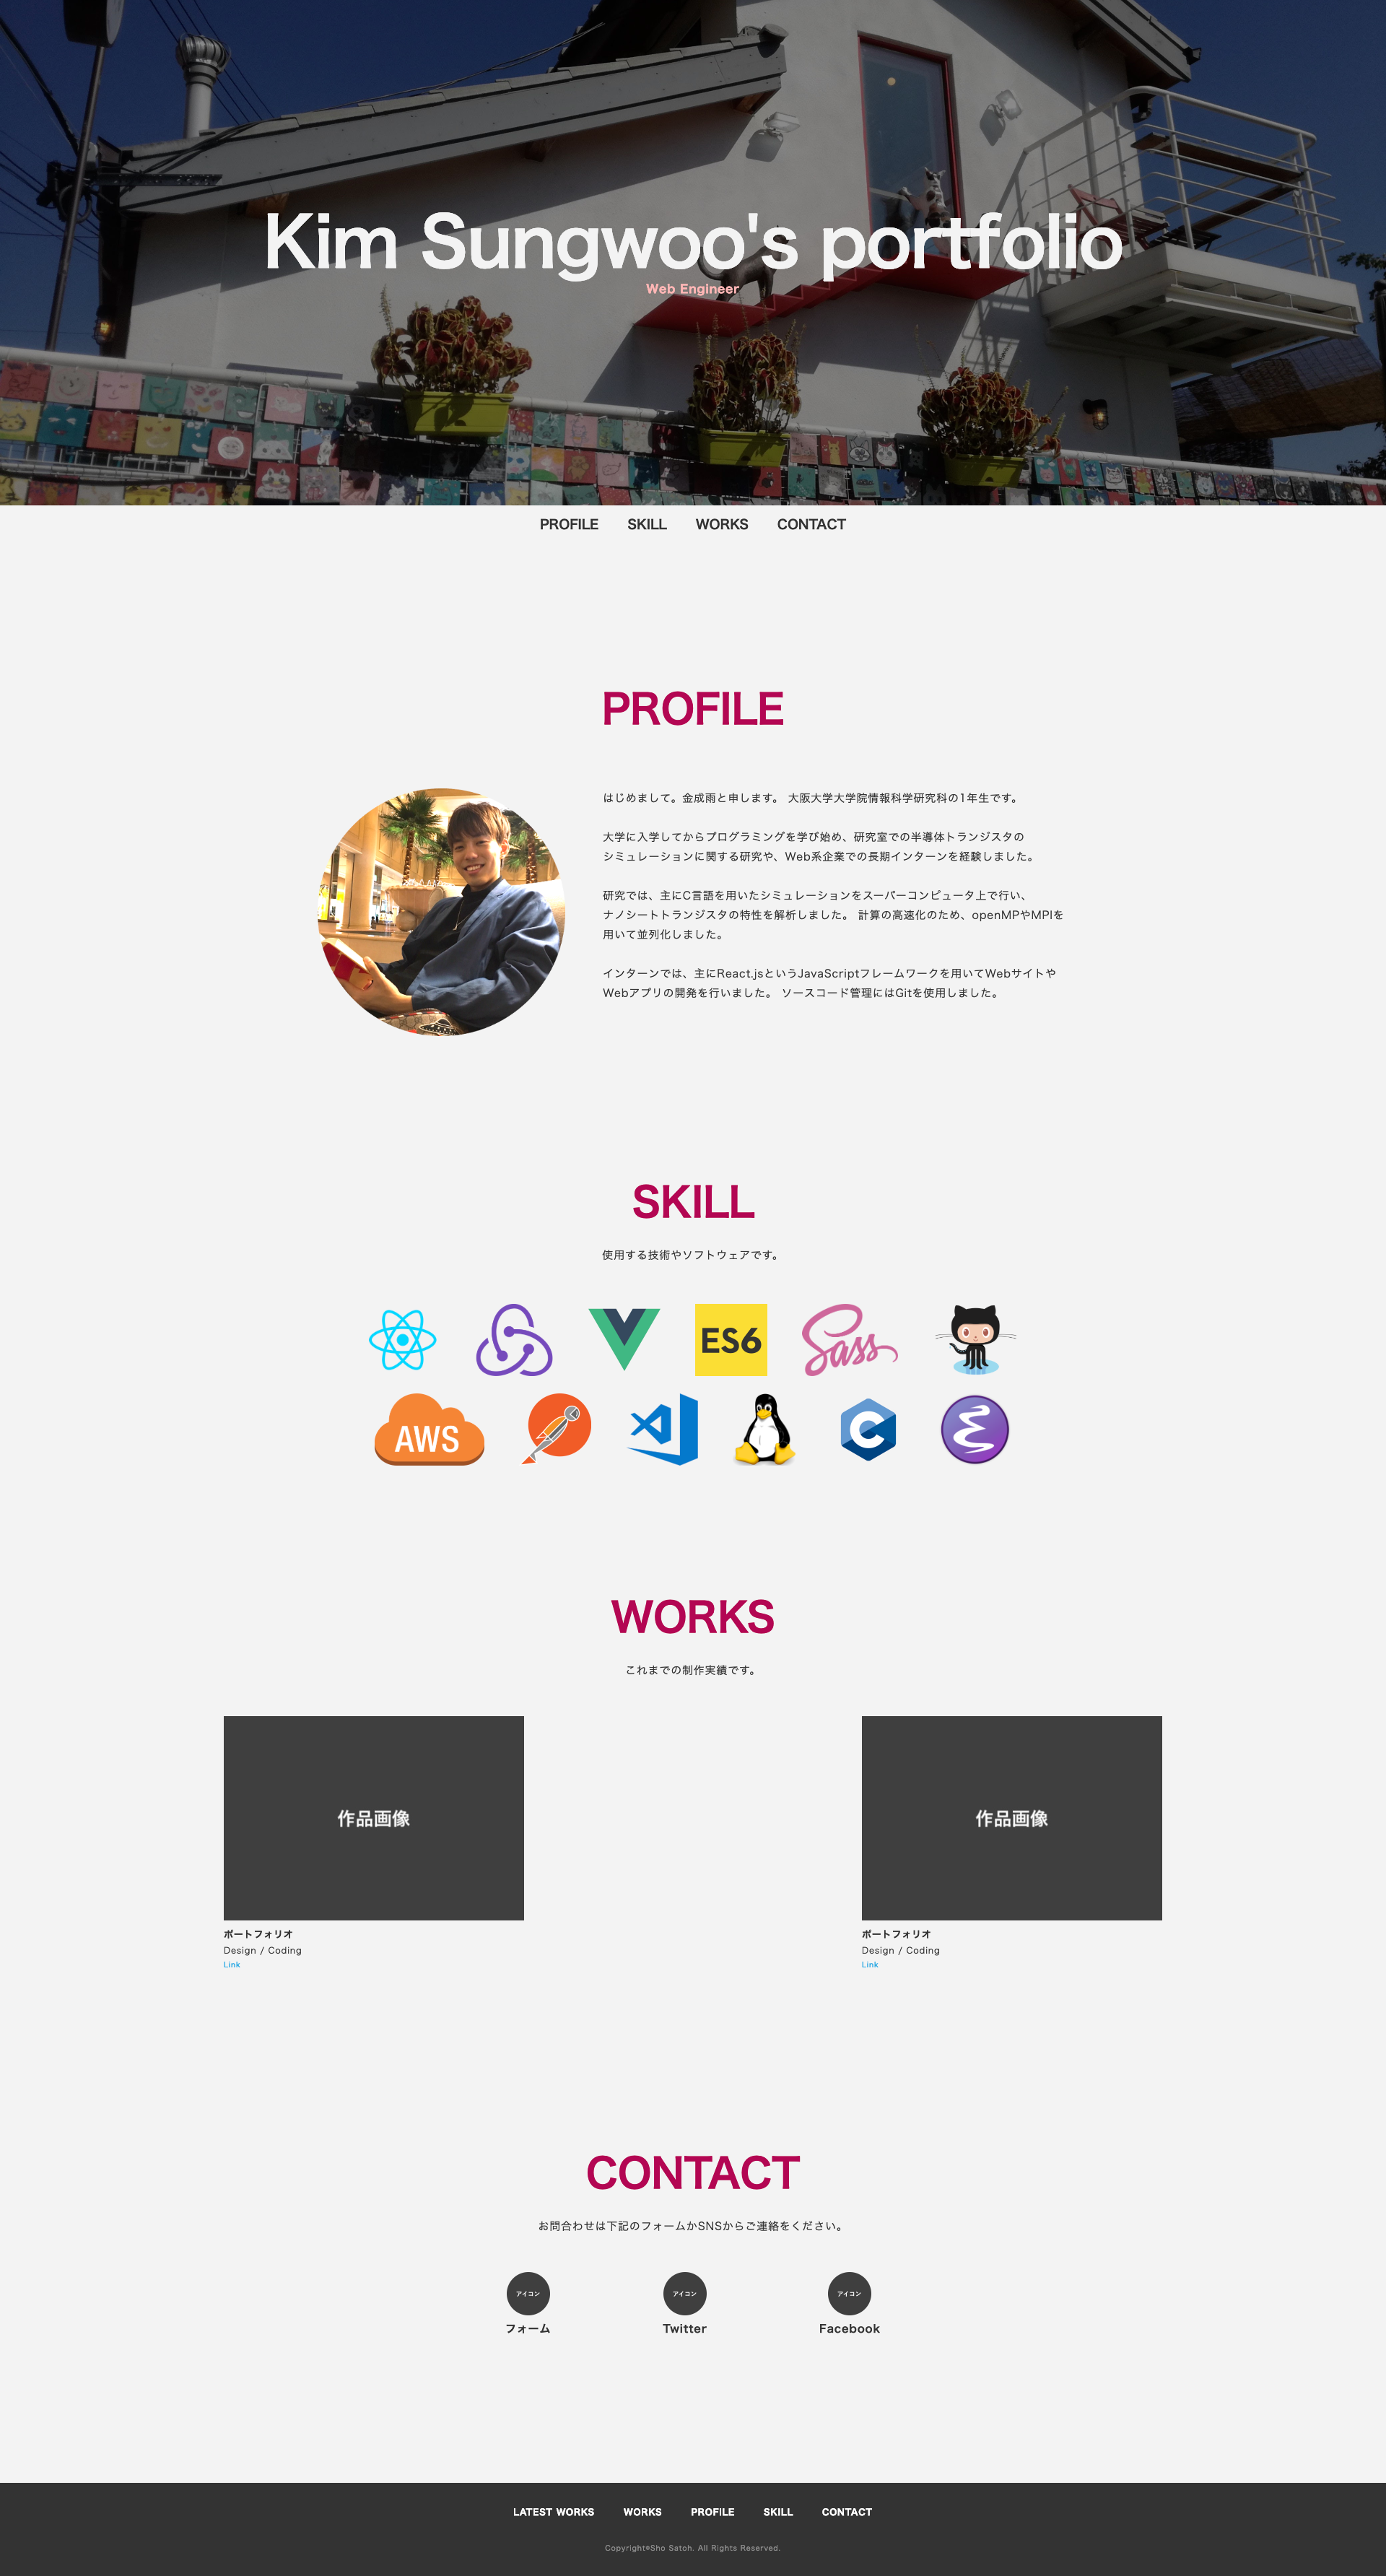 Kim Sungwoo's portfolio
Web Engineer
PROFILE SKILL WORKS CONTACT
PROFILE
はじめまして。金成雨と申します。 大阪大学大学院情報科学研究科の1年生です。
大学に入学してからプログラミングを学び始め、研究室での半導体トランジスタの
シミュレーションに関する研究や、Web系企業での長期インターンを経験しました。
研究では、主にC言語を用いたシミュレーションをスーパーコンピュータ上で行い、
ナノシートトランジスタの特性を解析しました。 計算の高速化のため、openMPやMPIを
用いて並列化しました。
インターンでは、主にReact.jsというJavaScriptフレームワークを用いてWebサイトや
Webアプリの開発を行いました。 ソースコード管理にはGitを使用しました。
SKILL
使用する技術やソフトウェアです。
ES6 Sass
AWS C
WORKS
これまでの制作実績です。
作品画像 作品画像
ポートフォリオ ポートフォリオ
Design / Coding Design / Coding
Link Link
CONTACT
お問合わせは下記のフォームかSNSからご連絡をください。
アイコン アイコン アイコン
フォーム Twitter Facebook
LATEST WORKS WORKS PROFILE SKILL CONTACT
Copyright©Sho Satoh. All Rights Reserved.